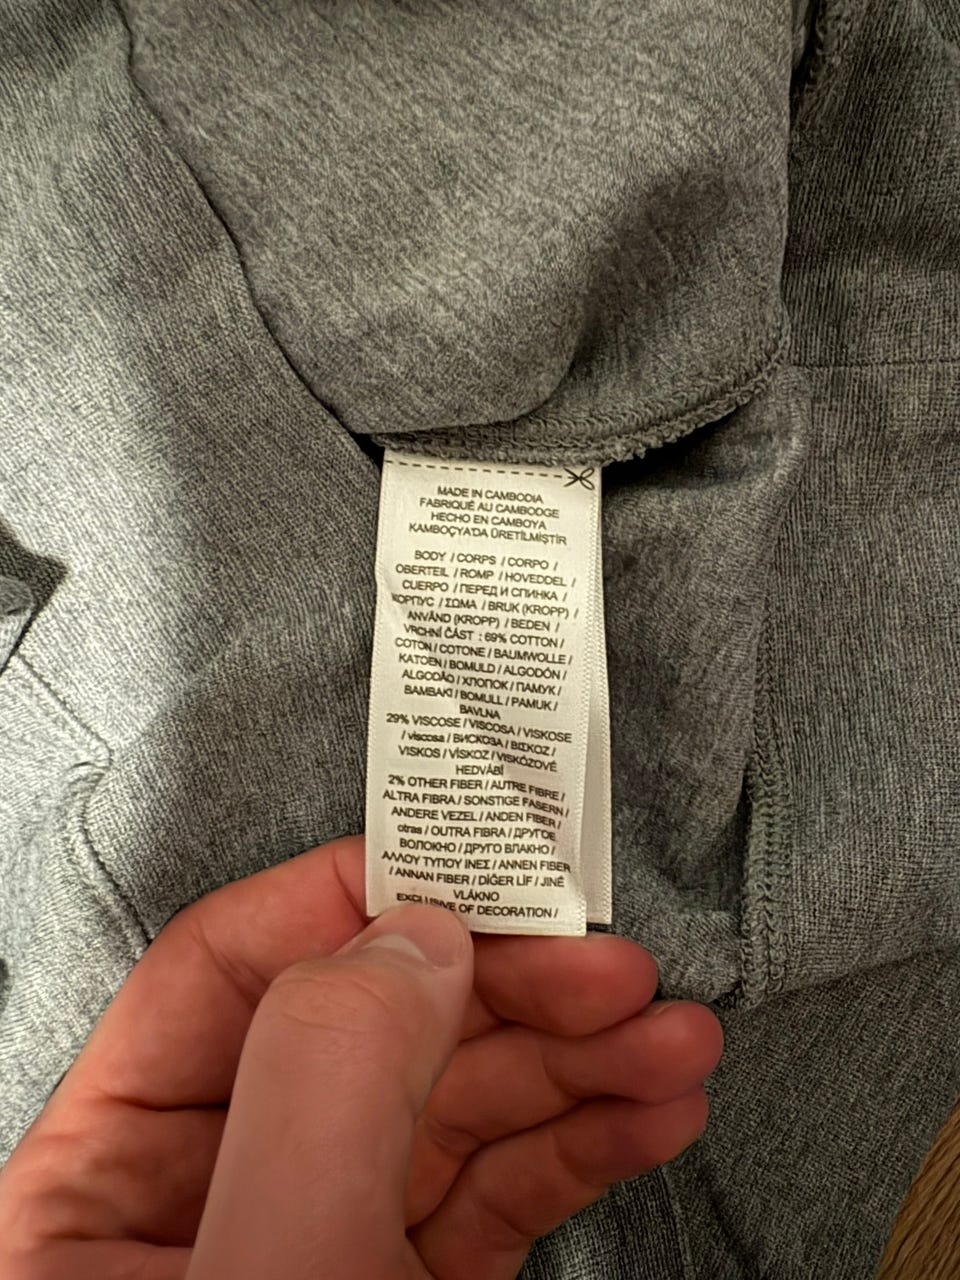 MADE IN CAMBODIA
FABRIQUÉ AU CAMBODGE
HECHO EN CAMBOYA
KAMBOÇYA'DA ÜRETİLMİŞTİR
BODY / CORPS / CORPO /
OBERTEIL / ROMP / HOVEDDEL /
CUERPO / ПЕРЕД И СПИНКА /
КОРПУС / ΣΩΜΑ / BRUK (KROPP) /
ANVÄND (KROPP) / BEDEN /
VRCHNÍ ČÁST : 69% COTTON /
COTON / COTONE / BAUMWOLLE /
KATOEN / BOMULD / ALGODÓN /
ALGODÃO / ХЛОПОК / ПАМУК /
BAMBAKI / BOMULL / PAMUK /
BAVLNA
29% VISCOSE / VISCOSA / VISKOSE
/ viscosa / ВИСКОЗА / ΒΙΣΚΟΖ /
VISKOS / VİSKOZ / VISKÓZOVÉ
HEDVÁBÍ
2% OTHER FIBER / AUTRE FIBRE /
ALTRA FIBRA / SONSTIGE FASERN /
ANDERE VEZEL / ANDEN FIBER /
otras / OUTRA FIBRA / ДРУГОЕ
ВОЛОКНО / ДРУГО ВЛАКНО /
ΑΛΛΟΥ ΤΥΠΟΥ ΙΝΕΣ / ANNEN FIBER
/ ANNAN FIBER / DİĞER LİF / JINÉ
VLÁKNO
EXCLUSIVE OF DECORATION /